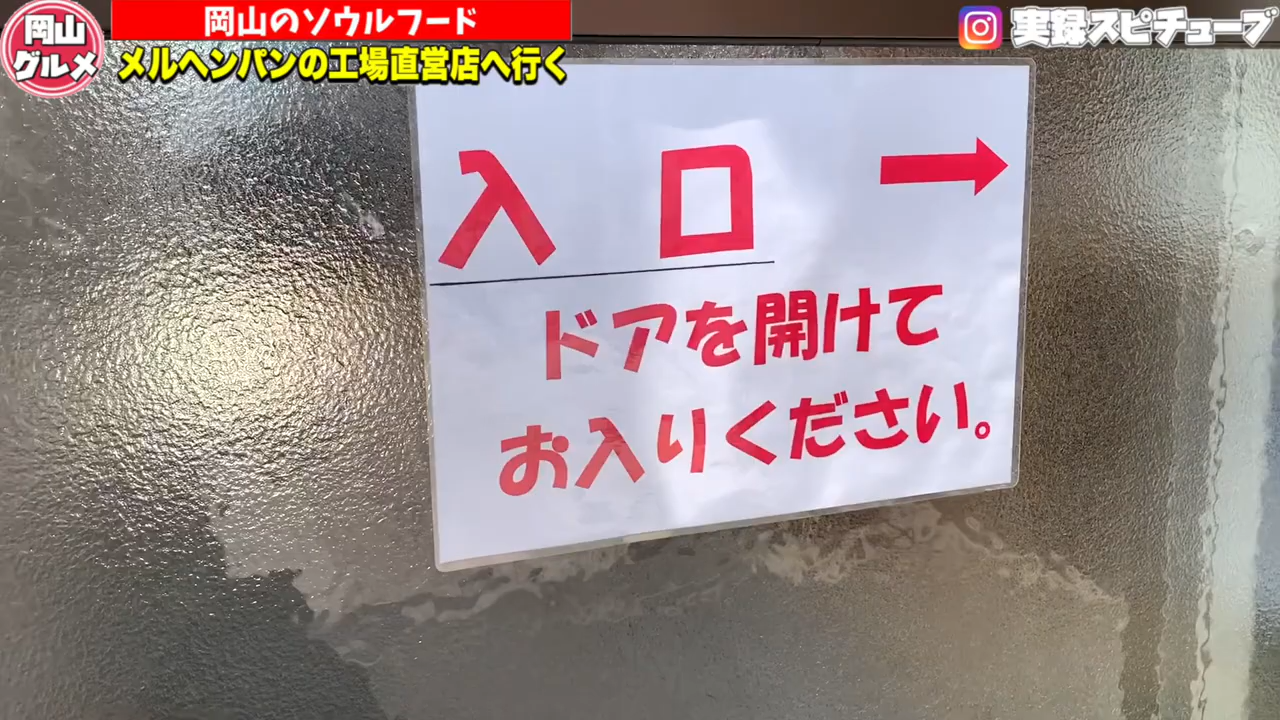 岡山
グルメ
岡山のソウルフード
メルヘンパンの工場直営店へ行く
実録スピチューブ
入口 →
ドアを開けて
お入りください。